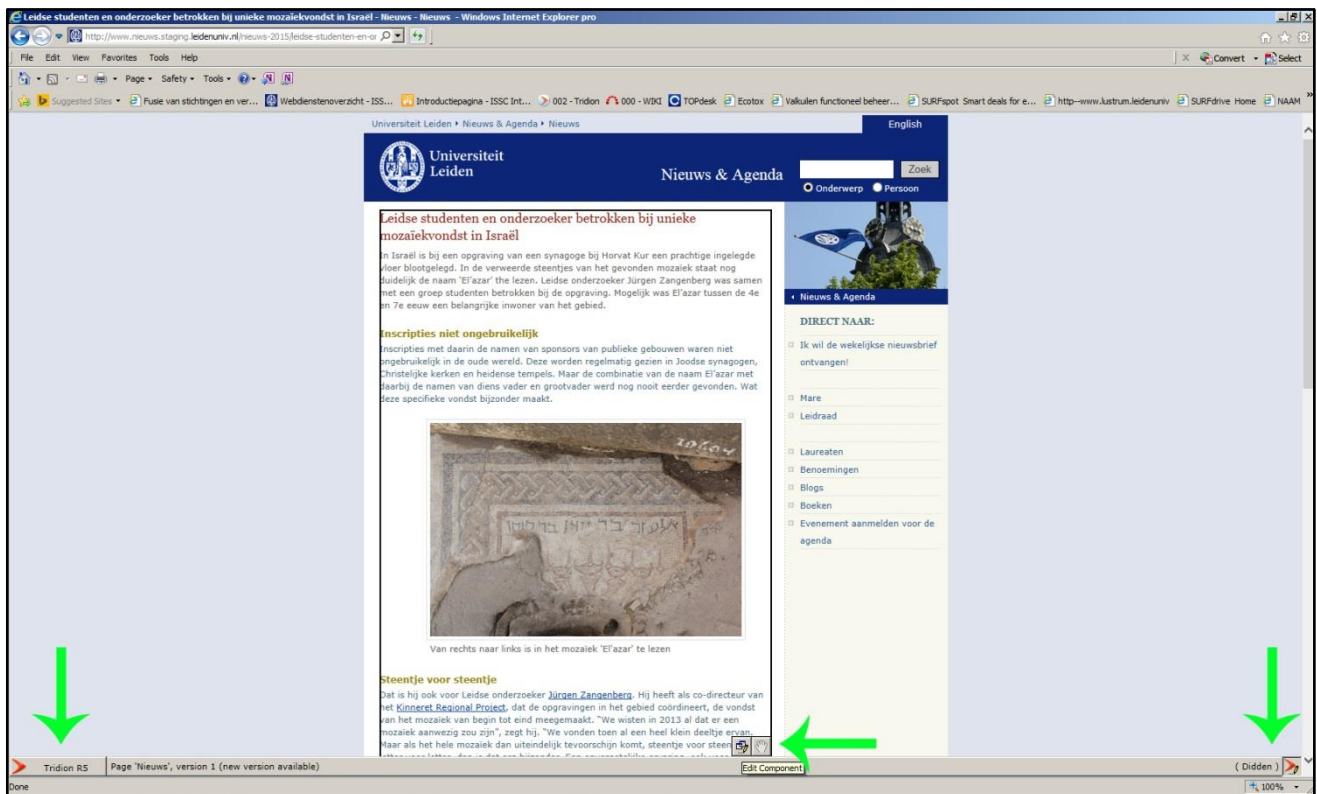 Leidse studenten en onderzoeker betrokken bij unieke mozaïekvondst in Israël - Nieuws - Nieuws - Windows Internet Explorer pro
http://www.nieuws.staging.leidenuniv.nl/nieuws-2015/leidse-studenten-en-or
File Edit View Favorites Tools Help
Convert Select
Page Safety Tools
Suggested Sites Fusie van stichtingen en ver... Webdienstenoverzicht - ISS... Introductiepagina - ISSC Int... 002 - Tridion 000 - WIKI TOPdesk Ecotox Valkuilen functioneel beheer... SURFspot Smart deals for e... http--www.lustrum.leidenuniv SURFdrive Home NAAM
Universiteit Leiden Nieuws & Agenda Nieuws English
Universiteit
Leiden
Nieuws & Agenda
Zoek
Onderwerp Persoon
Leidse studenten en onderzoeker betrokken bij unieke
mozaïekvondst in Israël
In Israël is bij een opgraving van een synagoge bij Horvat Kur een prachtige ingelegde
vloer blootgelegd. In de verweerde steentjes van het gevonden mozaïek staat nog
duidelijk de naam 'El'azar' the lezen. Leidse onderzoeker Jürgen Zangenberg was samen
met een groep studenten betrokken bij de opgraving. Mogelijk was El'azar tussen de 4e
en 7e eeuw een belangrijke inwoner van het gebied.
Inscripties niet ongebruikelijk
Inscripties met daarin de namen van sponsors van publieke gebouwen waren niet
ongebruikelijk in de oude wereld. Deze worden regelmatig gezien in Joodse synagogen,
Christelijke kerken en heidense tempels. Maar de combinatie van de naam El'azar met
daarbij de namen van diens vader en grootvader werd nog nooit eerder gevonden. Wat
deze specifieke vondst bijzonder maakt.
Van rechts naar links is in het mozaïek 'El'azar' te lezen
Steentje voor steentje
Dat is hij ook voor Leidse onderzoeker Jürgen Zangenberg. Hij heeft als co-directeur van
het Kinneret Regional Project, dat de opgravingen in het gebied coördineert, de vondst
van het mozaïek van begin tot eind meegemaakt. "We wisten in 2013 al dat er een
mozaïek aanwezig zou zijn", zegt hij. "We vonden toen al een heel klein deeltje ervan.
Maar als het hele mozaïek dan uiteindelijk tevoorschijn komt, steentje voor steen
Nieuws & Agenda
DIRECT NAAR:
Ik wil de wekelijkse nieuwsbrief
ontvangen!
Mare
Leidraad
Laureaten
Benoemingen
Blogs
Boeken
Evenement aanmelden voor de
agenda
Edit Component
Tridion R5 Page 'Nieuws', version 1 (new version available) ( Didden )
Done 100%